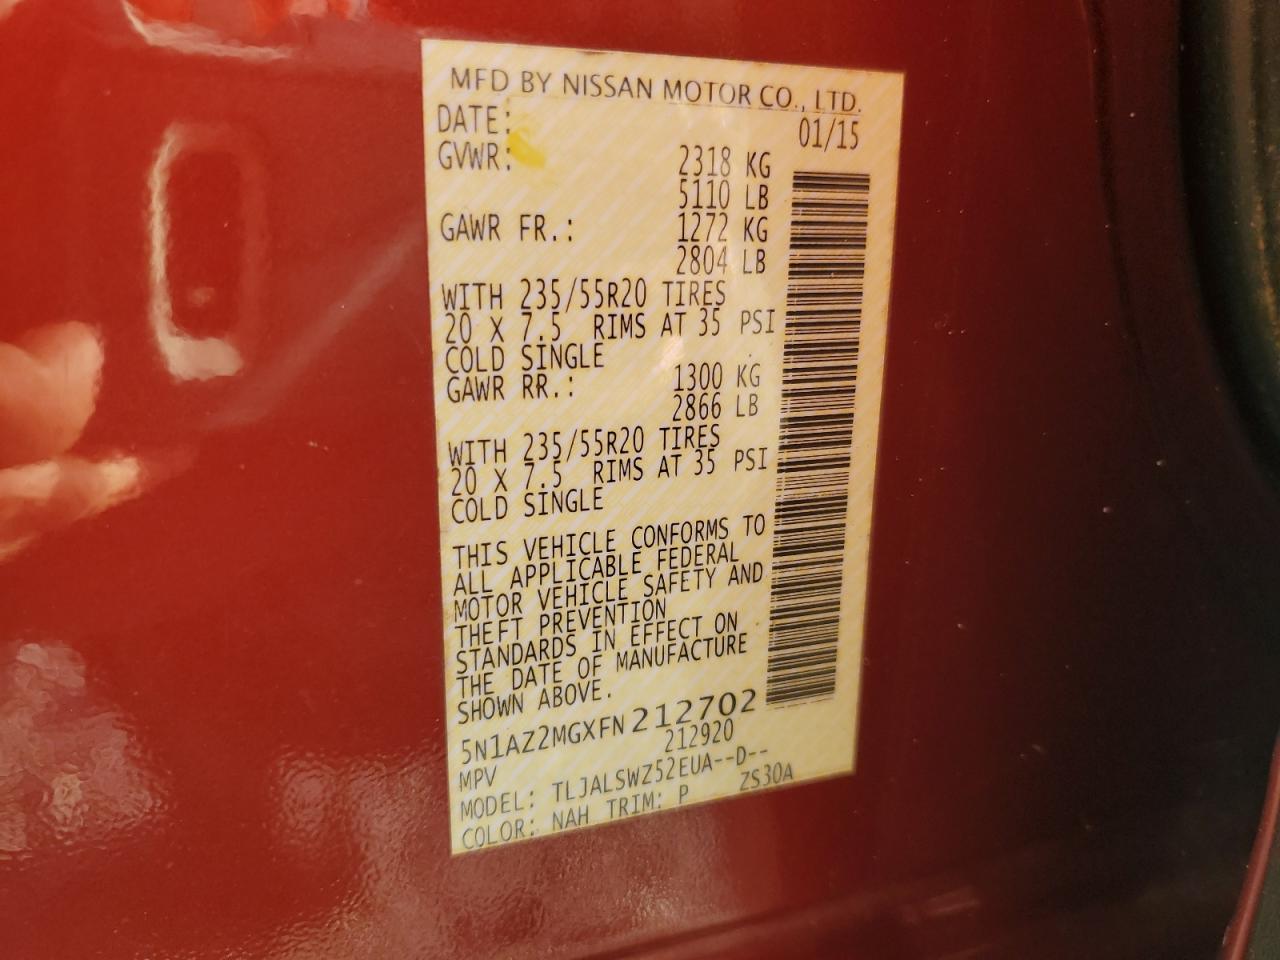 MFD BY NISSAN MOTOR CO., LTD.
DATE: 01/15
GVWR: 2318 KG
5110 LB
GAWR FR.: 1272 KG
2804 LB
WITH 235/55R20 TIRES
20 X 7.5 RIMS AT 35 PSI
COLD SINGLE
GAWR RR.: 1300 KG
2866 LB
WITH 235/55R20 TIRES
20 X 7.5 RIMS AT 35 PSI
COLD SINGLE
THIS VEHICLE CONFORMS TO
ALL APPLICABLE FEDERAL
MOTOR VEHICLE SAFETY AND
THEFT PREVENTION
STANDARDS IN EFFECT ON
THE DATE OF MANUFACTURE
SHOWN ABOVE.
5N1AZ2MGXFN212702
MPV 212920
MODEL: TLJALSWZ52EUA--D--
COLOR: NAH TRIM: P ZS30A